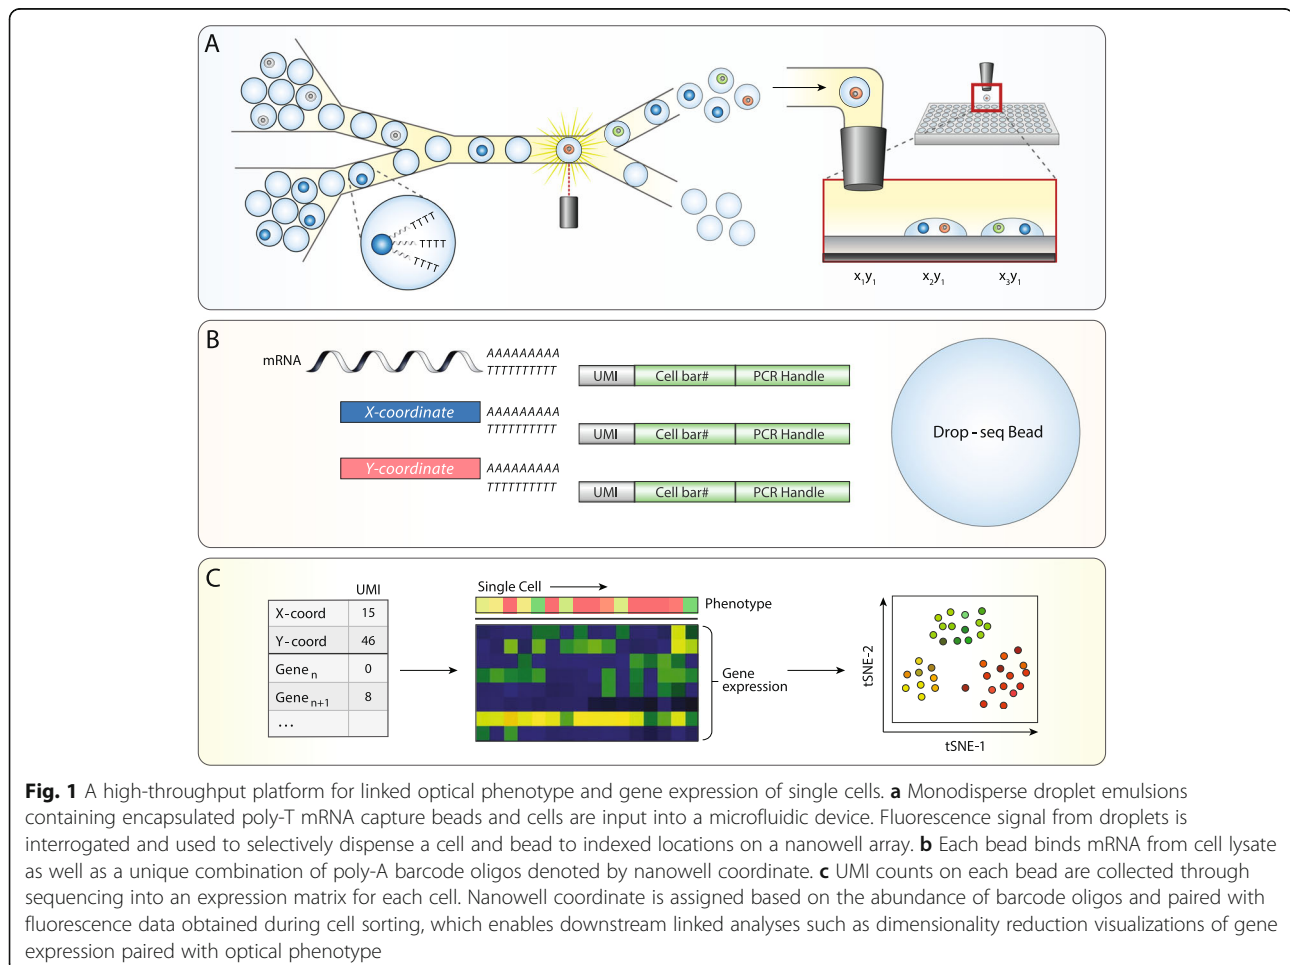 A
TTTT
TTTT
TTTT
x1y1
x2y1
x3y1
B
mRNA
AAAAAAAAA
TTTTTTTTTT
UMI
Cell bar#
PCR Handle
X-coordinate
AAAAAAAAA
TTTTTTTTTT
UMI
Cell bar#
PCR Handle
Y-coordinate
AAAAAAAAA
TTTTTTTTTT
UMI
Cell bar#
PCR Handle
Drop - seq Bead
C
UMI
X-coord 15
Y-coord 46
Gene n 0
Gene n+1 8
...
Single Cell
Phenotype
Gene
expression
tSNE-2
tSNE-1
Fig. 1 A high-throughput platform for linked optical phenotype and gene expression of single cells. a Monodisperse droplet emulsions
containing encapsulated poly-T mRNA capture beads and cells are input into a microfluidic device. Fluorescence signal from droplets is
interrogated and used to selectively dispense a cell and bead to indexed locations on a nanowell array. b Each bead binds mRNA from cell lysate
as well as a unique combination of poly-A barcode oligos denoted by nanowell coordinate. c UMI counts on each bead are collected through
sequencing into an expression matrix for each cell. Nanowell coordinate is assigned based on the abundance of barcode oligos and paired with
fluorescence data obtained during cell sorting, which enables downstream linked analyses such as dimensionality reduction visualizations of gene
expression paired with optical phenotype